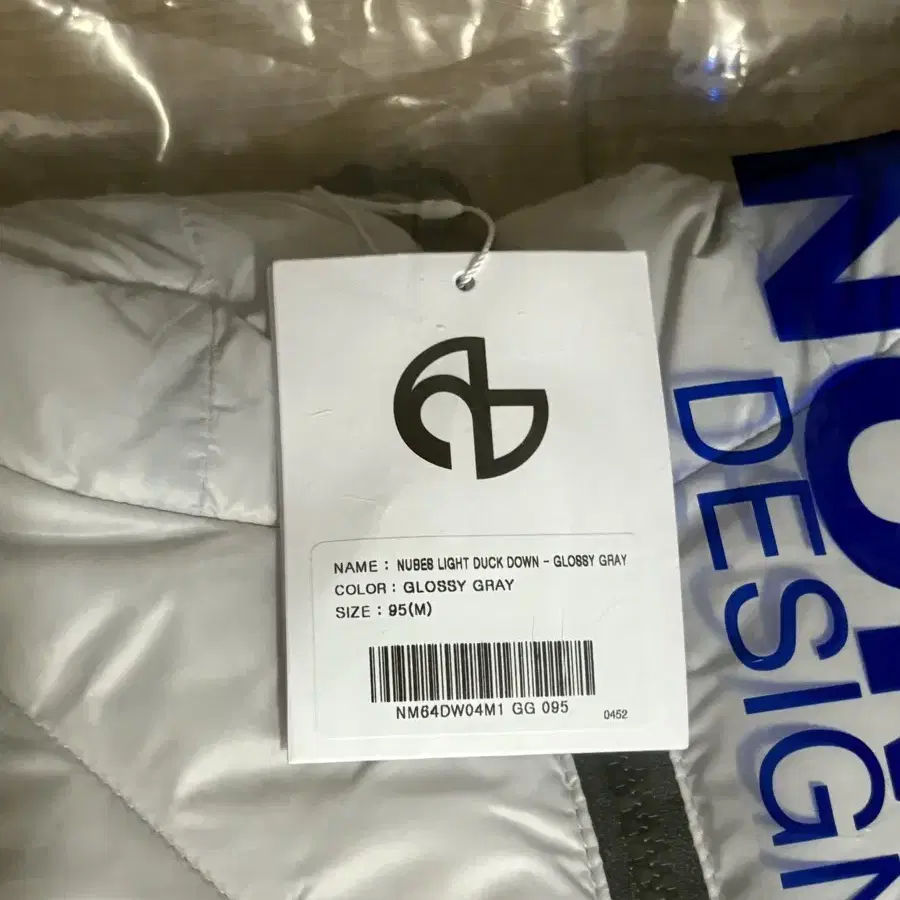 NAME : NUBES LIGHT DUCK DOWN - GLOSSY GRAY
COLOR : GLOSSY GRAY
SIZE : 95(M)
NM64DW04M1 GG 095
0452
DESIGN